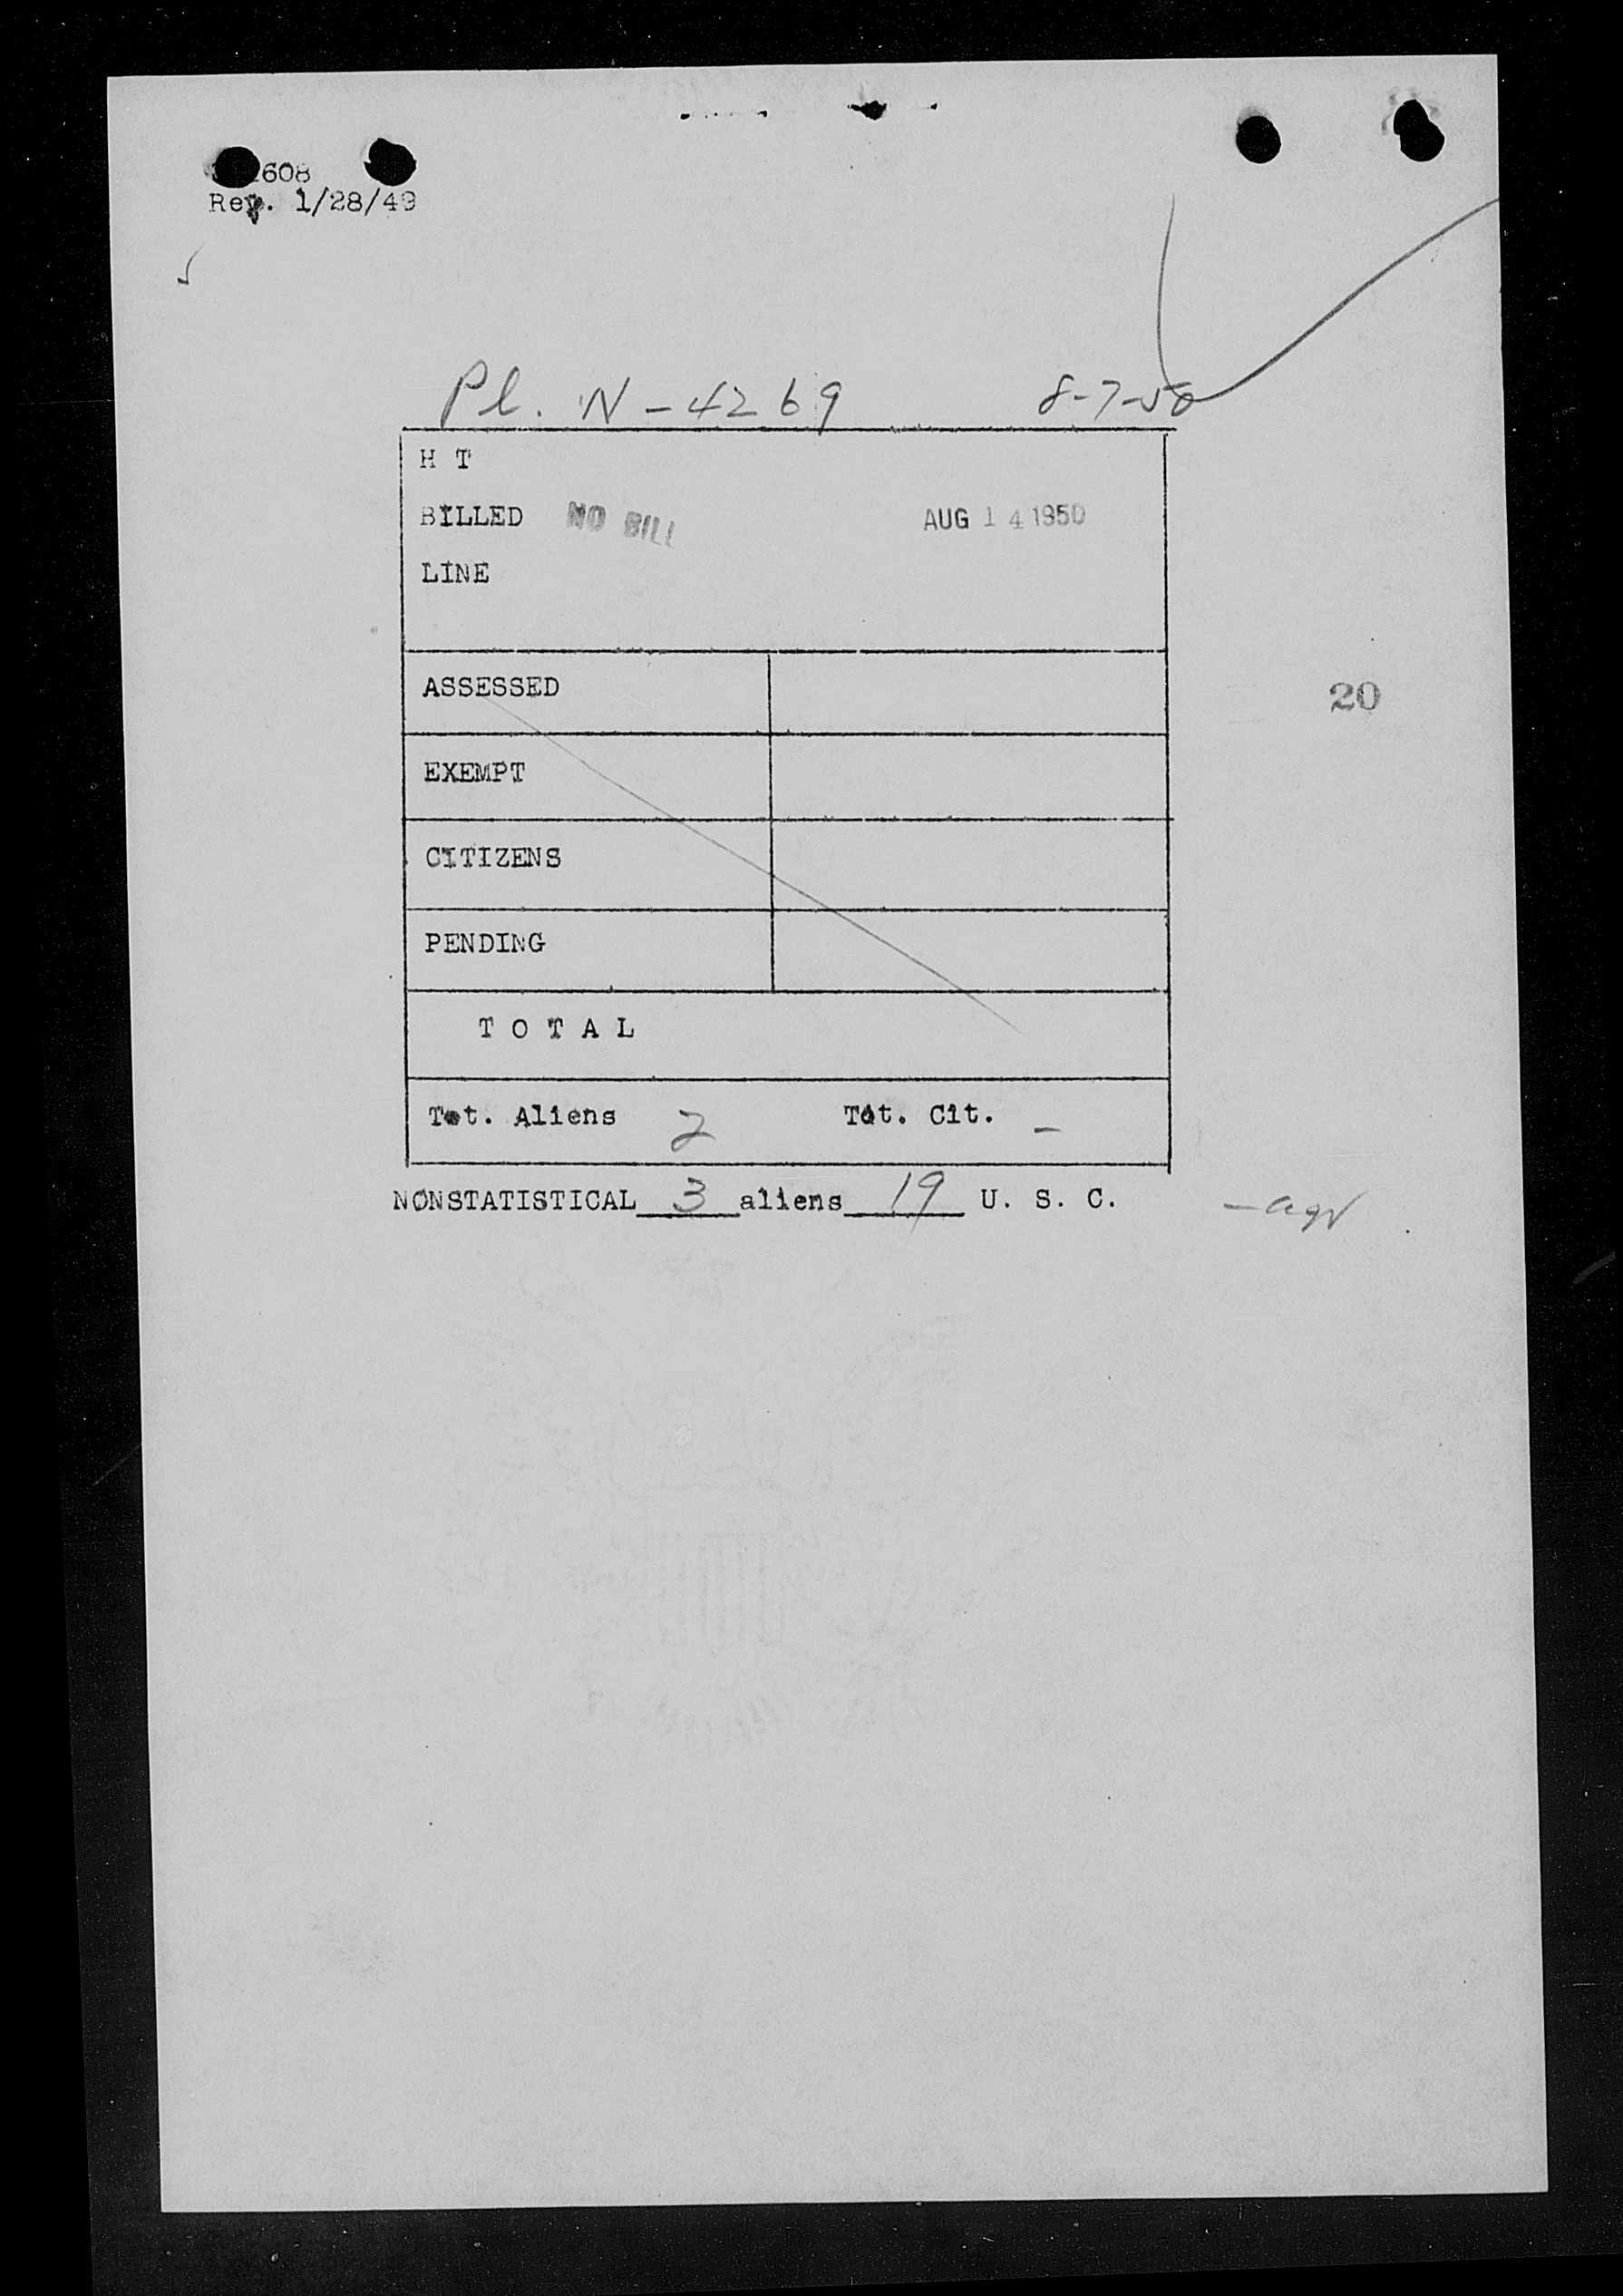 608
Rev. 1/28/49
Pl. N-4269 8-7-50
H T
BILLED NO BILL AUG 14 1950
LINE
ASSESSED
20
EXEMPT
CITIZENS
PENDING
T O T A L
Tot. Aliens 2 Tot. Cit. -
NONSTATISTICAL 3 aliens 19 U. S. C.